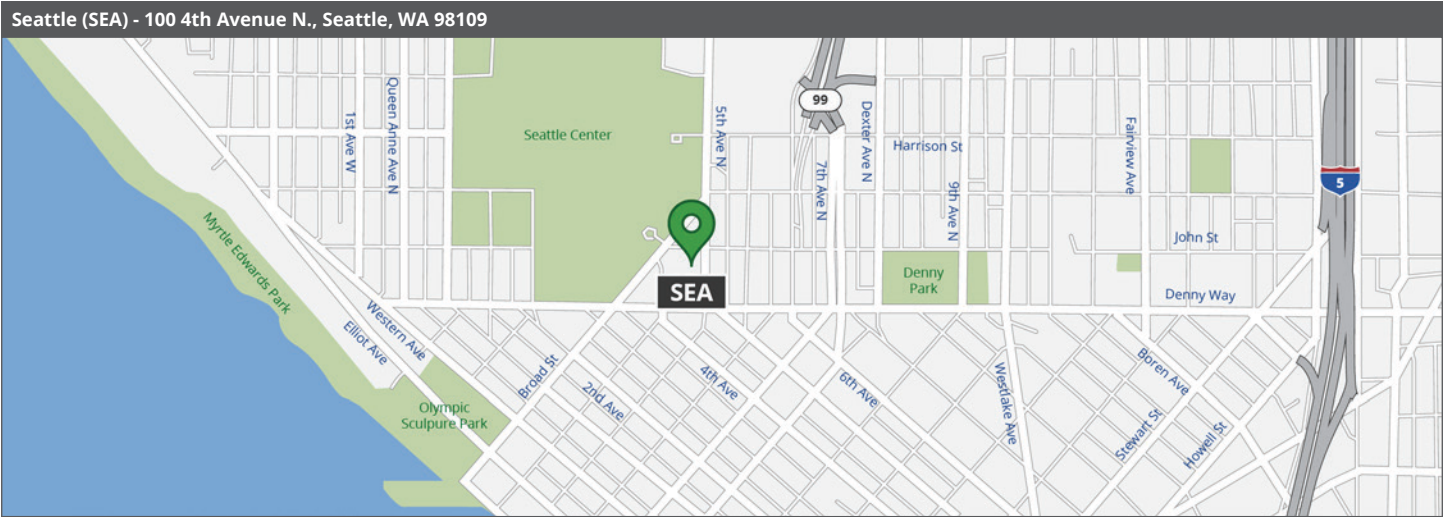 Seattle (SEA) - 100 4th Avenue N., Seattle, WA 98109
99
Queen Anne Ave N
1st Ave W
5th Ave N
Dexter Ave N
Fairview Ave
Seattle Center
Harrison St
7th Ave N
9th Ave N
5
Myrtle Edwards Park
John St
Denny
Park
SEA
Denny Way
Western Ave
Elliot Ave
Broad St
2nd Ave
4th Ave
6th Ave
Westlake Ave
Boren Ave
Olympic
Sculpure Park
Stewart St
Howell St